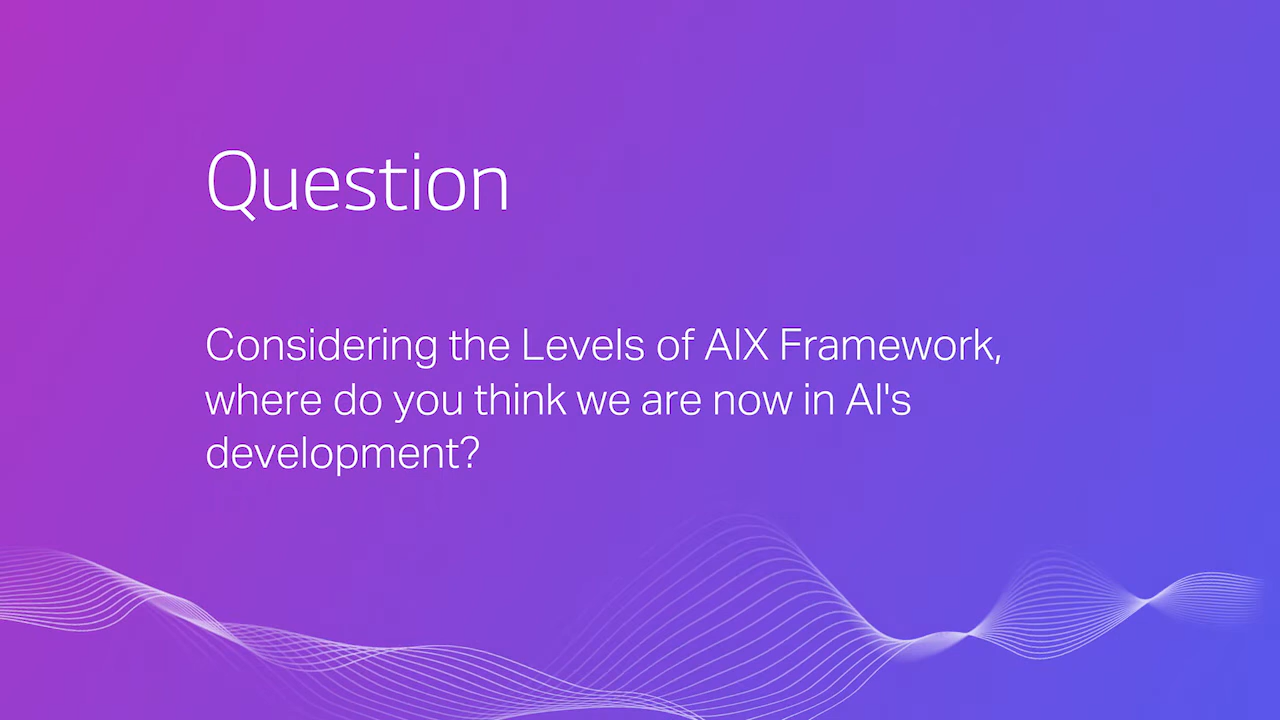 Question
Considering the Levels of AIX Framework,
where do you think we are now in AI's
development?